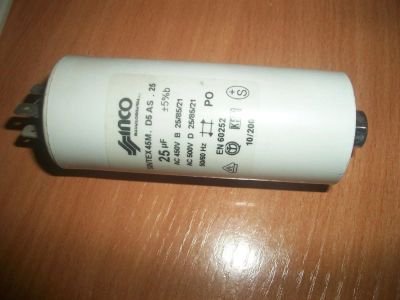 SINCO
SINTEX 45M. D5 AS . 25
25 µF ±5%b
AC 450V B 25/85/21
AC 500V D 25/85/21
50/60 Hz PO
EN 60252
10/200
S